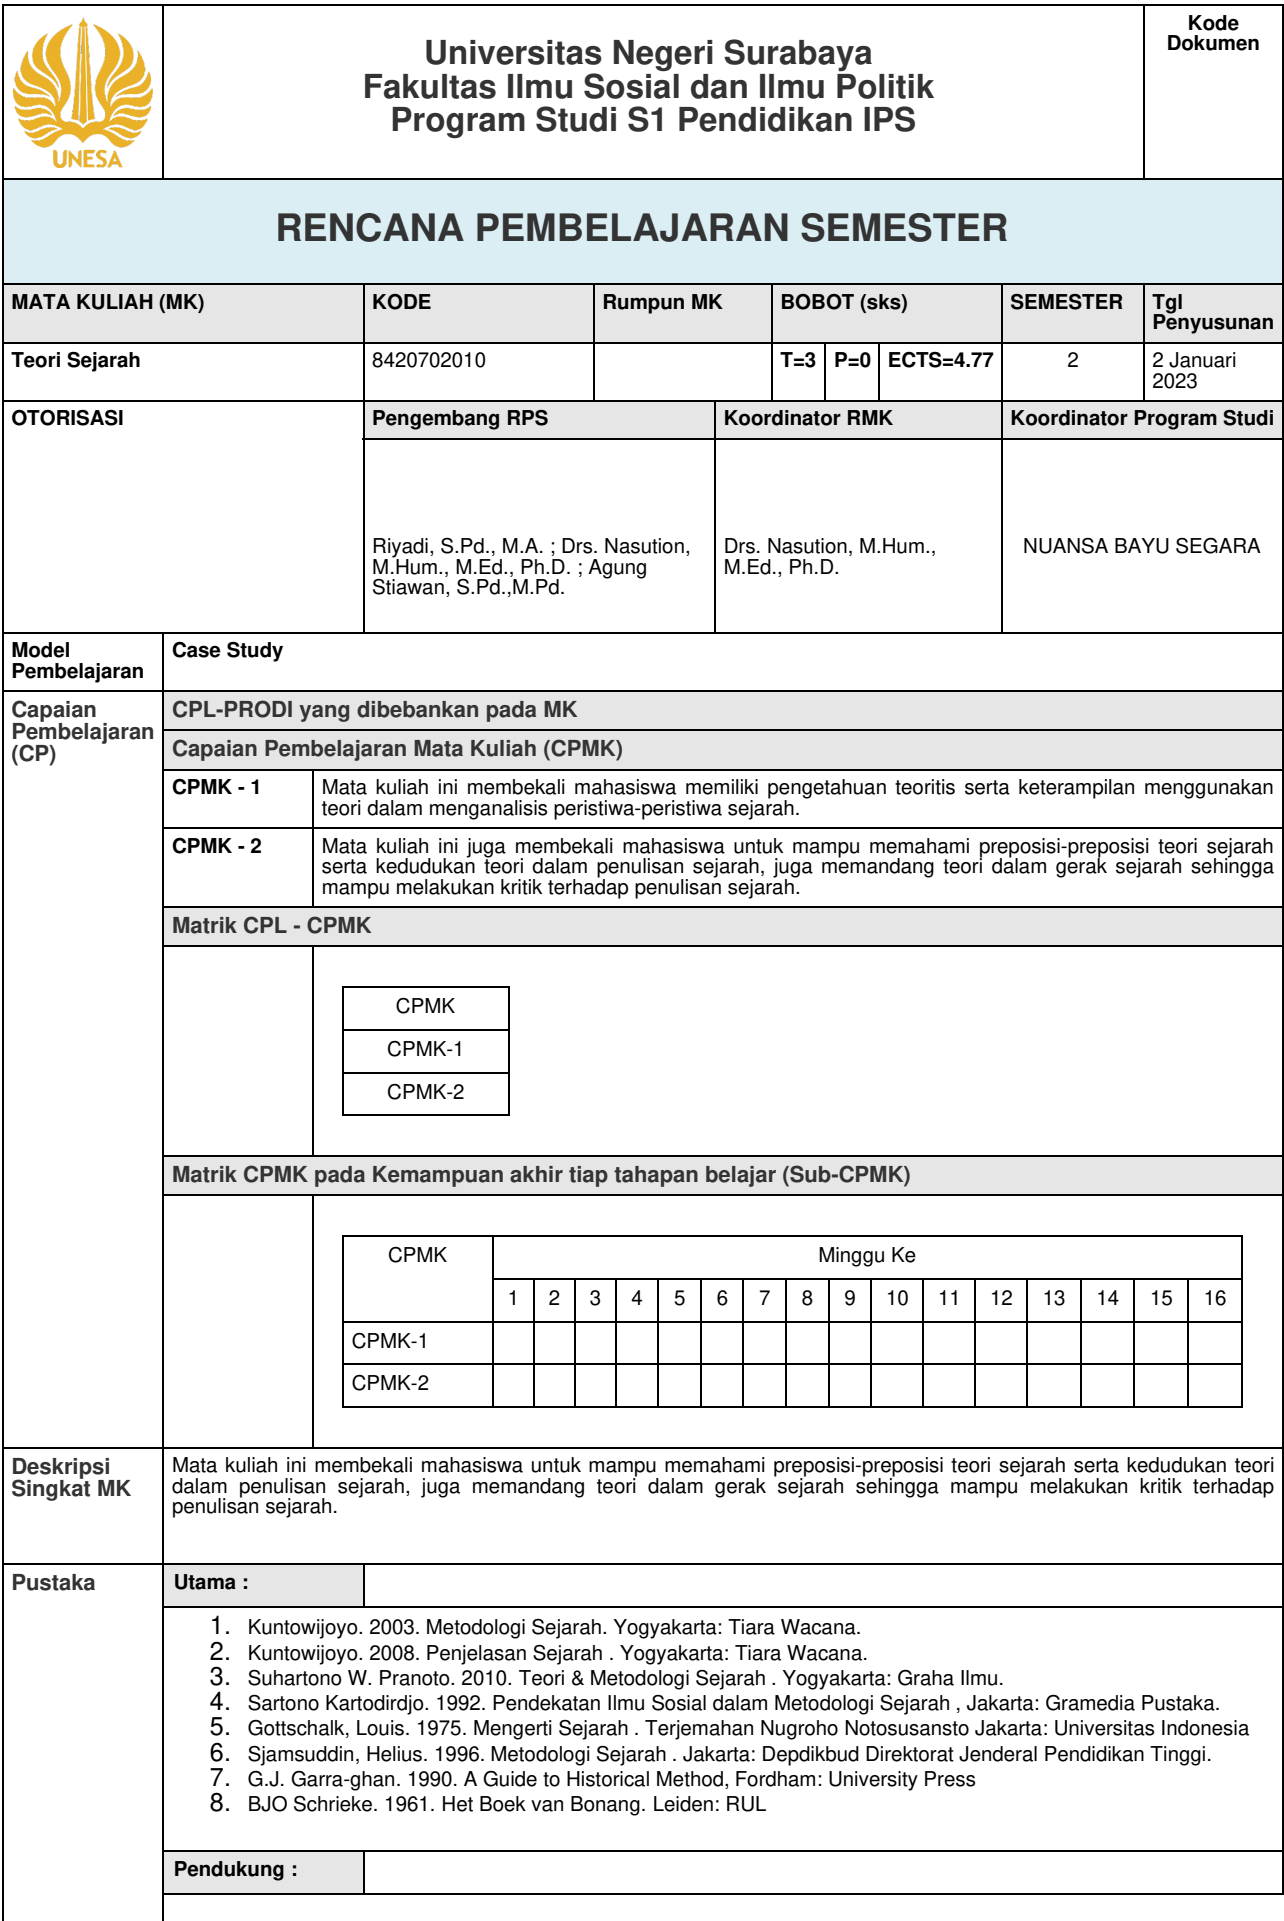 UNESA
Universitas Negeri Surabaya
Fakultas Ilmu Sosial dan Ilmu Politik
Program Studi S1 Pendidikan IPS
Kode
Dokumen
RENCANA PEMBELAJARAN SEMESTER
MATA KULIAH (MK) KODE Rumpun MK BOBOT (sks) SEMESTER Tgl
Penyusunan
Teori Sejarah 8420702010 T=3 P=0 ECTS=4.77 2 2 Januari
2023
OTORISASI Pengembang RPS Koordinator RMK Koordinator Program Studi
Riyadi, S.Pd., M.A. ; Drs. Nasution,
M.Hum., M.Ed., Ph.D. ; Agung
Stiawan, S.Pd.,M.Pd.
Drs. Nasution, M.Hum.,
M.Ed., Ph.D.
NUANSA BAYU SEGARA
Model
Pembelajaran
Case Study
Capaian
Pembelajaran
(CP)
CPL-PRODI yang dibebankan pada MK
Capaian Pembelajaran Mata Kuliah (CPMK)
CPMK - 1 Mata kuliah ini membekali mahasiswa memiliki pengetahuan teoritis serta keterampilan menggunakan
teori dalam menganalisis peristiwa-peristiwa sejarah.
CPMK - 2 Mata kuliah ini juga membekali mahasiswa untuk mampu memahami preposisi-preposisi teori sejarah
serta kedudukan teori dalam penulisan sejarah, juga memandang teori dalam gerak sejarah sehingga
mampu melakukan kritik terhadap penulisan sejarah.
Matrik CPL - CPMK
CPMK
CPMK-1
CPMK-2
Matrik CPMK pada Kemampuan akhir tiap tahapan belajar (Sub-CPMK)
CPMK Minggu Ke
1 2 3 4 5 6 7 8 9 10 11 12 13 14 15 16
CPMK-1
CPMK-2
Deskripsi
Singkat MK
Mata kuliah ini membekali mahasiswa untuk mampu memahami preposisi-preposisi teori sejarah serta kedudukan teori
dalam penulisan sejarah, juga memandang teori dalam gerak sejarah sehingga mampu melakukan kritik terhadap
penulisan sejarah.
Pustaka Utama :
1. Kuntowijoyo. 2003. Metodologi Sejarah. Yogyakarta: Tiara Wacana.
2. Kuntowijoyo. 2008. Penjelasan Sejarah . Yogyakarta: Tiara Wacana.
3. Suhartono W. Pranoto. 2010. Teori & Metodologi Sejarah . Yogyakarta: Graha Ilmu.
4. Sartono Kartodirdjo. 1992. Pendekatan Ilmu Sosial dalam Metodologi Sejarah , Jakarta: Gramedia Pustaka.
5. Gottschalk, Louis. 1975. Mengerti Sejarah . Terjemahan Nugroho Notosusansto Jakarta: Universitas Indonesia
6. Sjamsuddin, Helius. 1996. Metodologi Sejarah . Jakarta: Depdikbud Direktorat Jenderal Pendidikan Tinggi.
7. G.J. Garra-ghan. 1990. A Guide to Historical Method, Fordham: University Press
8. BJO Schrieke. 1961. Het Boek van Bonang. Leiden: RUL
Pendukung :